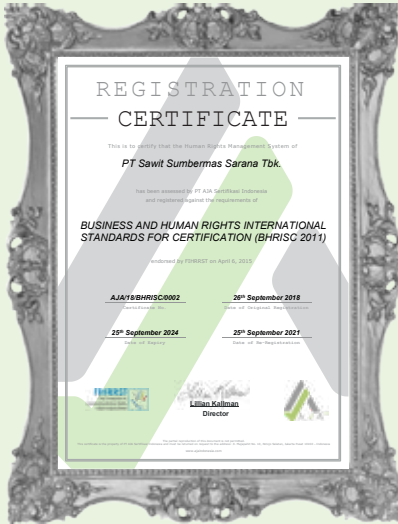 REGISTRATION
CERTIFICATE
This is to certify that the Human Rights Management System of
PT Sawit Sumbermas Sarana Tbk.
has been assessed by PT AJA Sertifikasi Indonesia
and registered against the requirements of
BUSINESS AND HUMAN RIGHTS INTERNATIONAL
STANDARDS FOR CERTIFICATION (BHRISC 2011)
endorsed by FIHRRST on April 6, 2015
AJA/18/BHRISC/0002 26th September 2018
Certificate No. Date of Original Registration
25th September 2024 25th September 2021
Date of Expiry Date of Re-Registration
FIHRRST
Lillian Kallman
Director